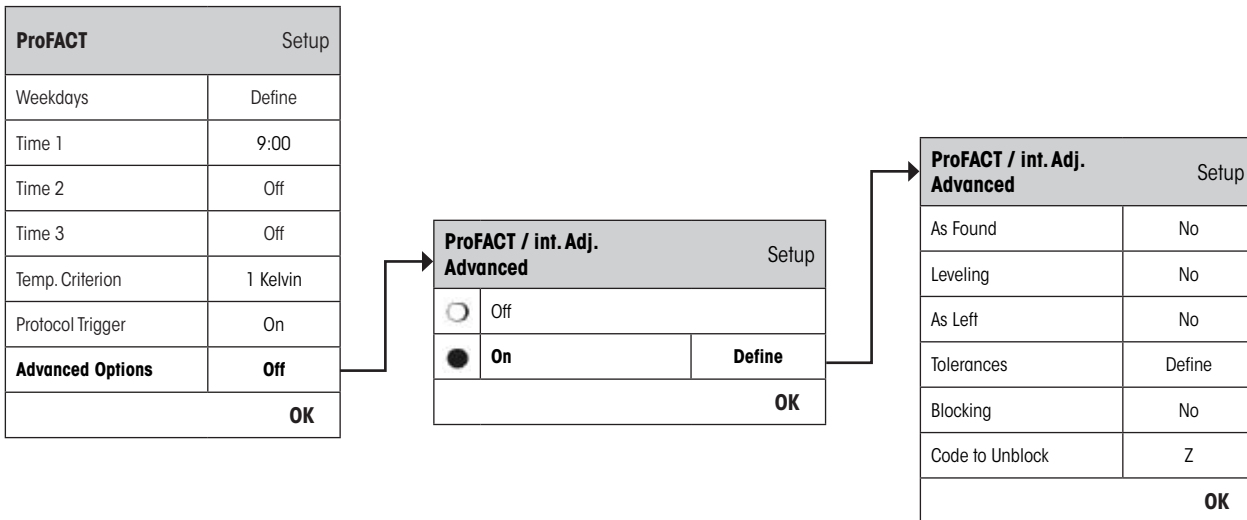 ProFACT Setup
Weekdays Define
Time 1 9:00
Time 2 Off
Time 3 Off
Temp. Criterion 1 Kelvin
Protocol Trigger On
Advanced Options Off
OK
ProFACT / int. Adj.
Advanced Setup
Off
On Define
OK
ProFACT / int. Adj.
Advanced Setup
As Found No
Leveling No
As Left No
Tolerances Define
Blocking No
Code to Unblock Z
OK